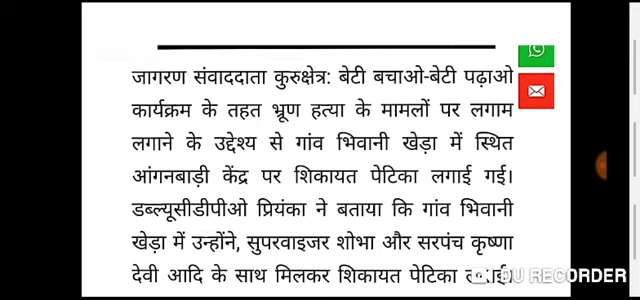 जागरण संवाददाता कुरुक्षेत्र: बेटी बचाओ-बेटी पढ़ाओ
कार्यक्रम के तहत भ्रूण हत्या के मामलों पर लगाम
लगाने के उद्देश्य से गांव भिवानी खेड़ा में स्थित
आंगनबाड़ी केंद्र पर शिकायत पेटिका लगाई गई।
डब्ल्यूसीडीपीओ प्रियंका ने बताया कि गांव भिवानी
खेड़ा में उन्होंने, सुपरवाइजर शोभा और सरपंच कृष्णा
देवी आदि के साथ मिलकर शिकायत पेटिका
DU RECORDER